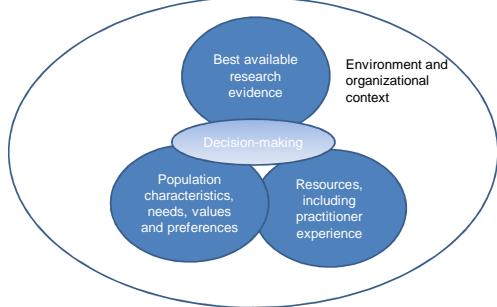 Best available
research
evidence
Environment and
organizational
context
Decision-making
Population
characteristics,
needs, values
and preferences
Resources,
including
practitioner
experience